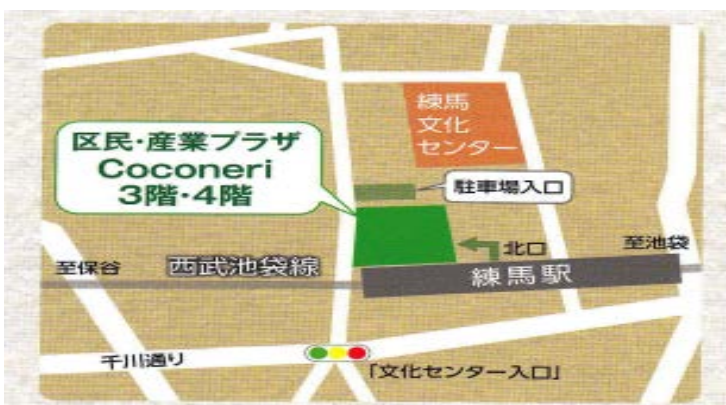 練馬
文化
センター
区民・産業プラザ
Coconeri
3階・4階
駐車場入口
北口
至池袋
至保谷
西武池袋線
練馬駅
千川通り
「文化センター入口」